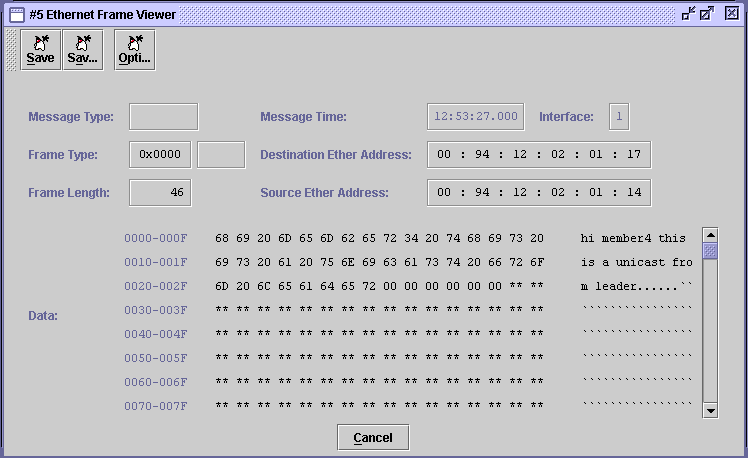 #5 Ethernet Frame Viewer
Save Sav... Opti...
Message Type: Message Time: 12:53:27.000 Interface: 1
Frame Type: 0x0000 Destination Ether Address: 00 : 94 : 12 : 02 : 01 : 17
Frame Length: 46 Source Ether Address: 00 : 94 : 12 : 02 : 01 : 14
0000-000F 68 69 20 6D 65 6D 62 65 72 34 20 74 68 69 73 20 hi member4 this
0010-001F 69 73 20 61 20 75 6E 69 63 61 73 74 20 66 72 6F is a unicast fro
0020-002F 6D 20 6C 65 61 64 65 72 00 00 00 00 00 00 ** ** m leader......``
Data: 0030-003F ** ** ** ** ** ** ** ** ** ** ** ** ** ** ** ** ````````````````
0040-004F ** ** ** ** ** ** ** ** ** ** ** ** ** ** ** ** ````````````````
0050-005F ** ** ** ** ** ** ** ** ** ** ** ** ** ** ** ** ````````````````
0060-006F ** ** ** ** ** ** ** ** ** ** ** ** ** ** ** ** ````````````````
0070-007F ** ** ** ** ** ** ** ** ** ** ** ** ** ** ** ** ````````````````
Cancel